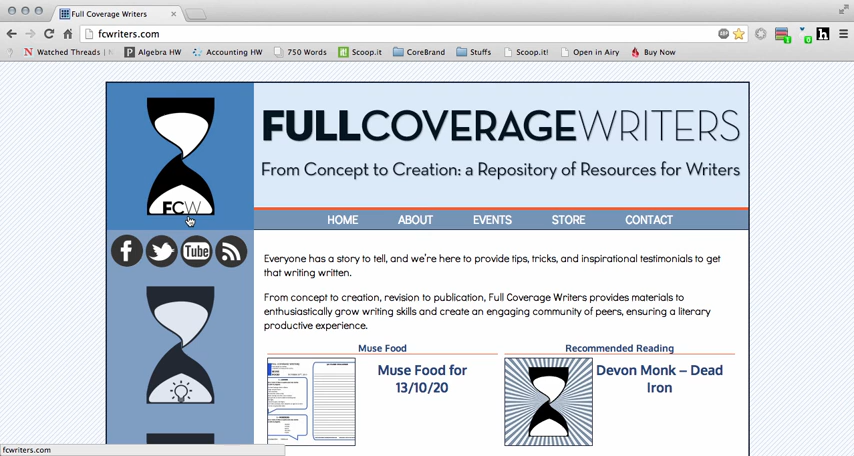 Full Coverage Writers
fcwriters.com
Watched Threads | N
Algebra HW
Accounting HW
750 Words
Scoop.it!
CoreBrand
Stuffs
Scoop.it!
Open in Airy
Buy Now
FULLCOVERAGEWRITERS
From Concept to Creation: a Repository of Resources for Writers
FCW
HOME ABOUT EVENTS STORE CONTACT
You Tube
Everyone has a story to tell, and we're here to provide tips, tricks, and inspirational testimonials to get
that writing written.
From concept to creation, revision to publication, Full Coverage Writers provides materials to
enthusiastically grow writing skills and create an engaging community of peers, ensuring a literary
productive experience.
Muse Food
Muse Food for
13/10/20
Recommended Reading
Devon Monk – Dead
Iron
fcwriters.com